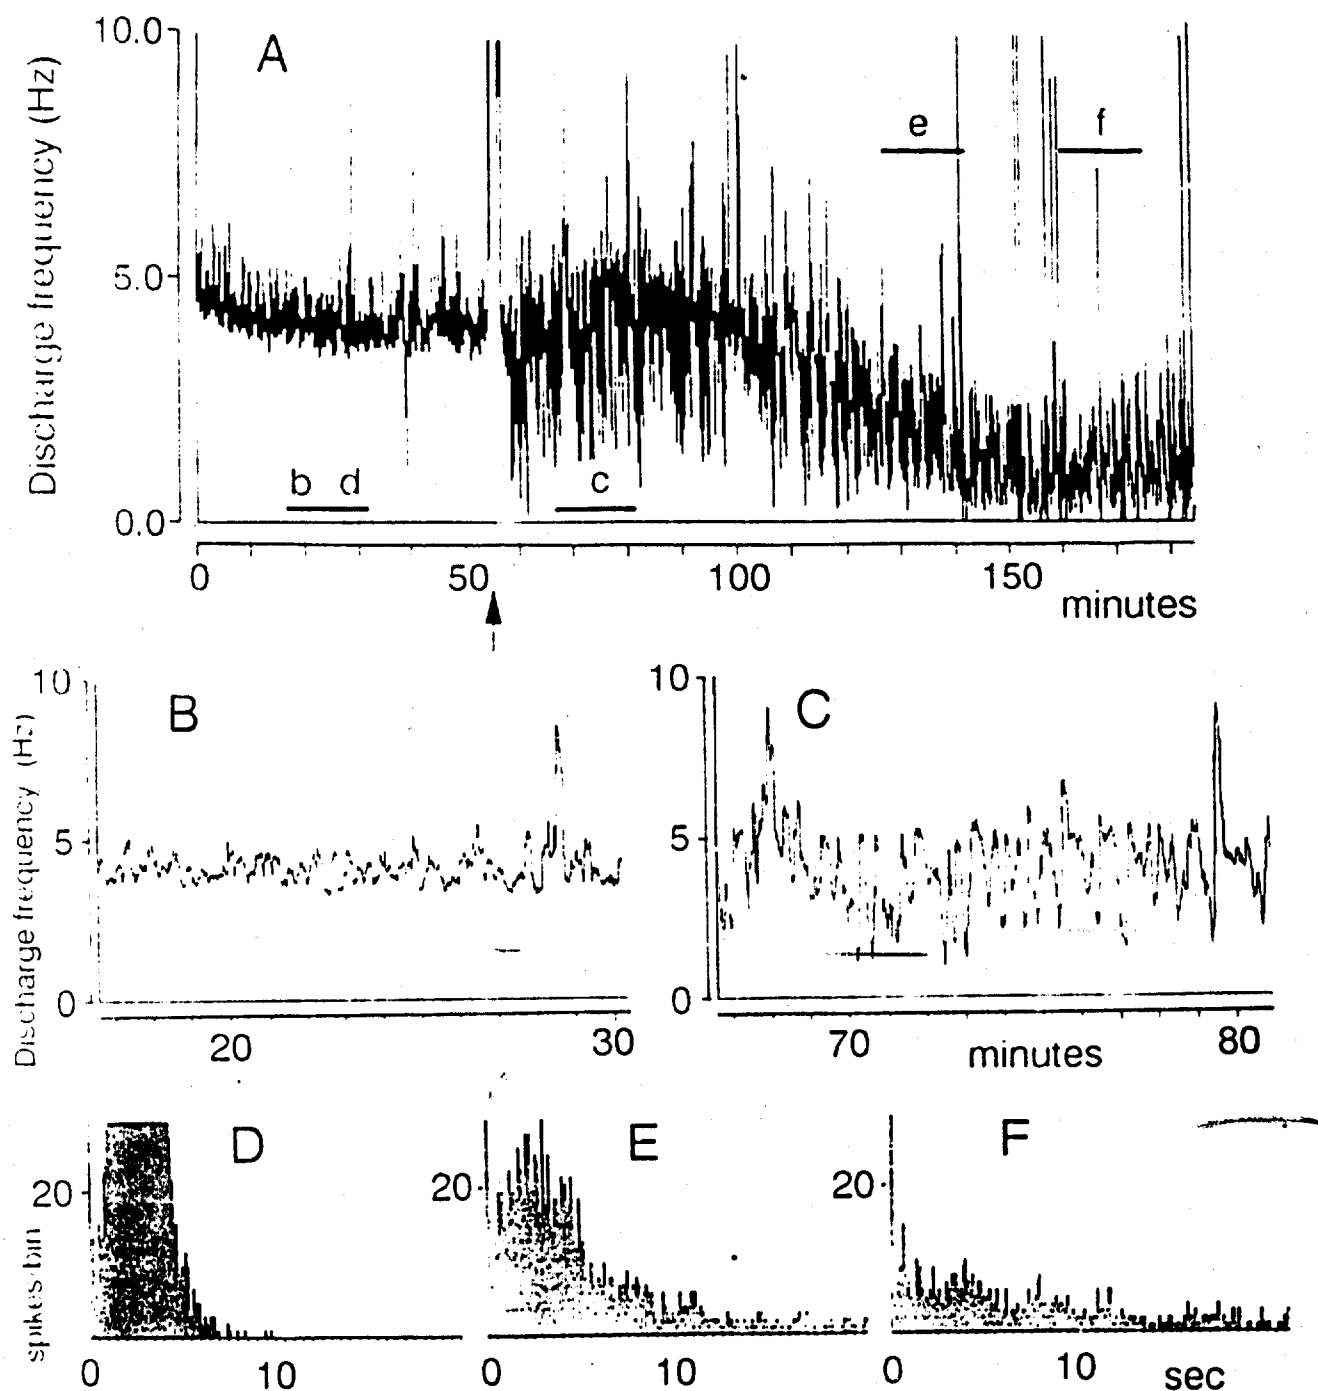 10.0
A
Discharge frequency (Hz)
e
f
5.0
b d
c
0.0
0 50 100 150
minutes
10
B
10
C
Discharge frequency (Hz)
5
5
0
0
20 30
70 minutes 80
D
E
F
20
20
20
spikes·bin
0 10
0 10
0 10 sec